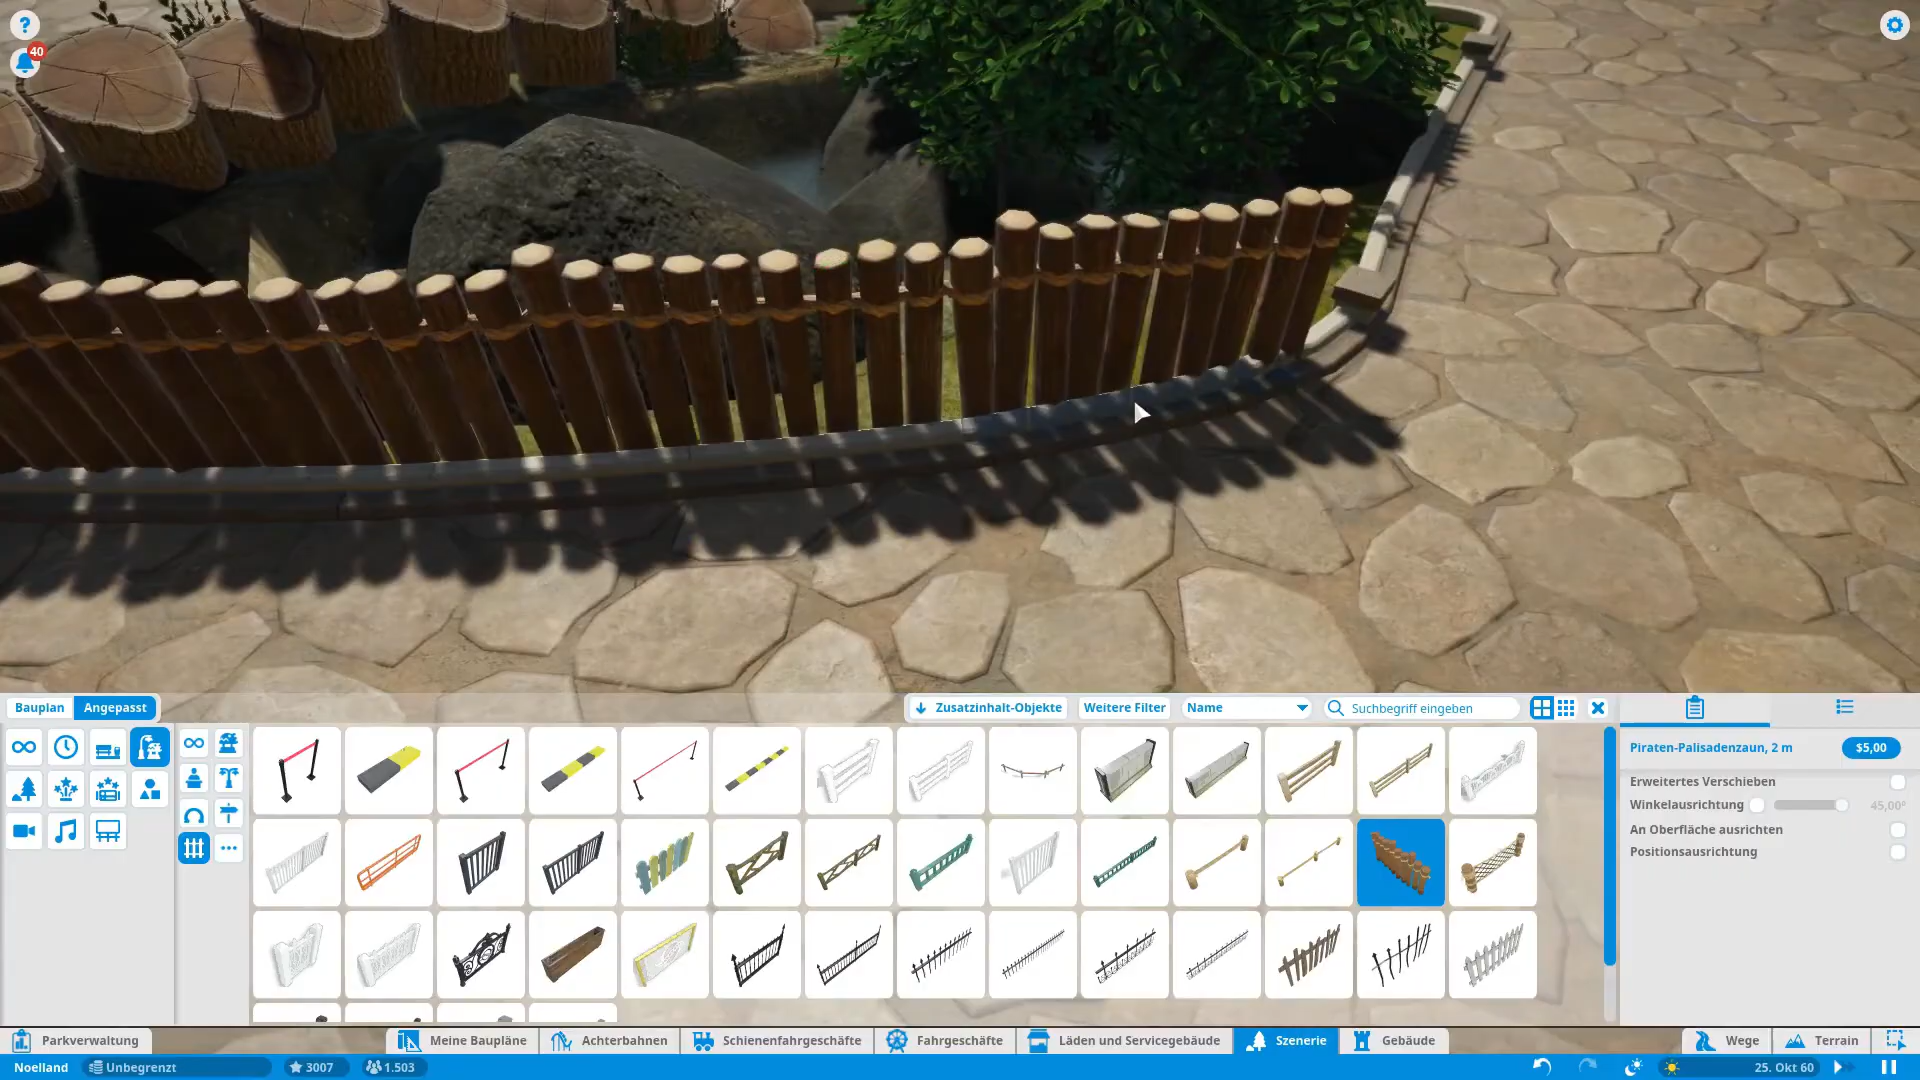 ?
40
Bauplan
Angepasst
Zusatzinhalt-Objekte
Weitere Filter
Name
Suchbegriff eingeben
Piraten-Palisadenzaun, 2 m
$5,00
Erweitertes Verschieben
Winkelausrichtung
45,00°
An Oberfläche ausrichten
Positionsausrichtung
Parkverwaltung
Meine Baupläne
Achterbahnen
Schienenfahrgeschäfte
Fahrgeschäfte
Läden und Servicegebäude
Szenerie
Gebäude
Wege
Terrain
Noelland
Unbegrenzt
3007
1.503
25. Okt 60